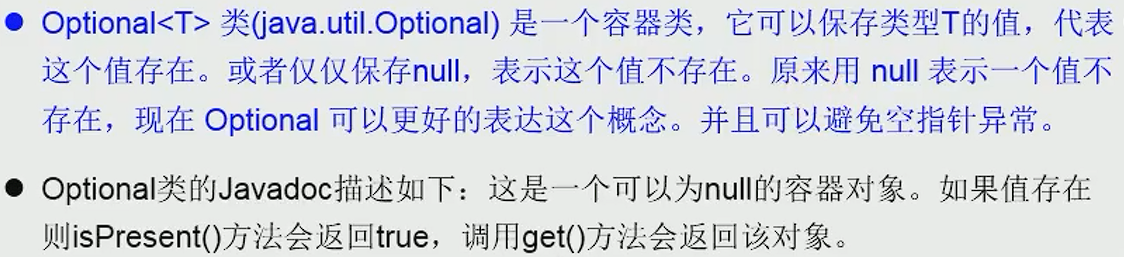 ● Optional<T> 类(java.util.Optional) 是一个容器类，它可以保存类型T的值，代表
这个值存在。或者仅仅保存null，表示这个值不存在。原来用 null 表示一个值不
存在，现在 Optional 可以更好的表达这个概念。并且可以避免空指针异常。
● Optional类的Javadoc描述如下：这是一个可以为null的容器对象。如果值存在
则isPresent()方法会返回true，调用get()方法会返回该对象。